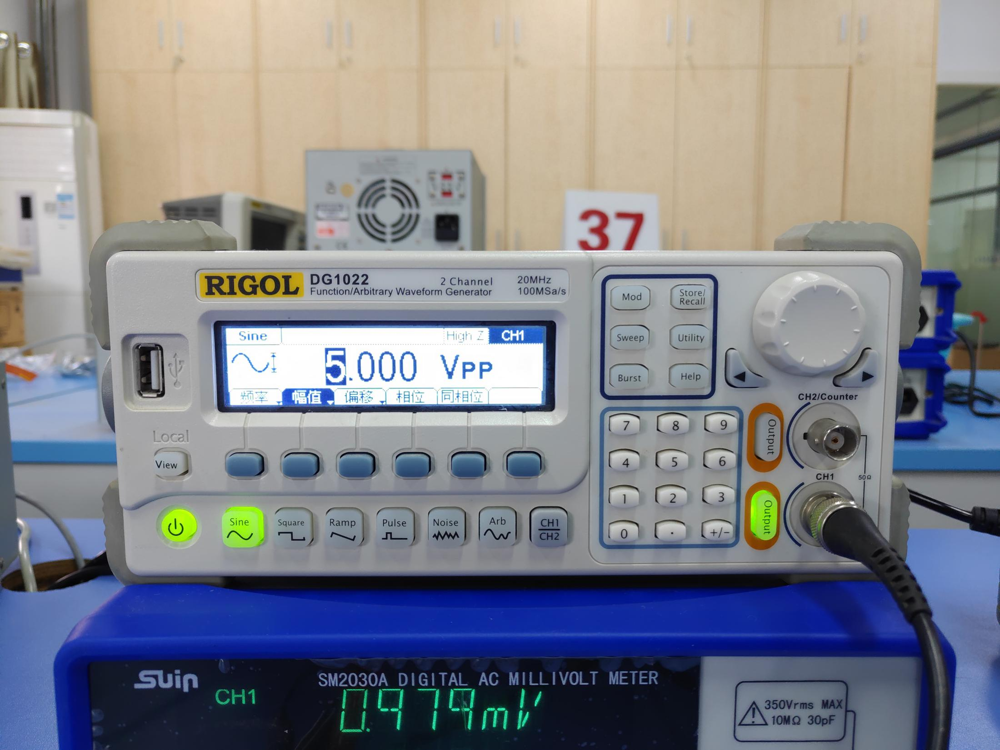 37
RIGOL
DG1022
2 Channel
20MHz
Function/Arbitrary Waveform Generator
100MSa/s
Sine
High Z
CH1
5.000 VPP
频率
幅值
偏移
相位
同相位
Local
View
Sine
Square
Ramp
Pulse
Noise
Arb
CH1
CH2
Mod
Store/
Recall
Sweep
Utility
Burst
Help
7
8
9
4
5
6
1
2
3
0
.
+/-
CH2/Counter
Output
CH1
50Ω
Output
Suin
SM2030A DIGITAL AC MILLIVOLT METER
CH1
0.979mV
350Vrms MAX
10MΩ 30pF